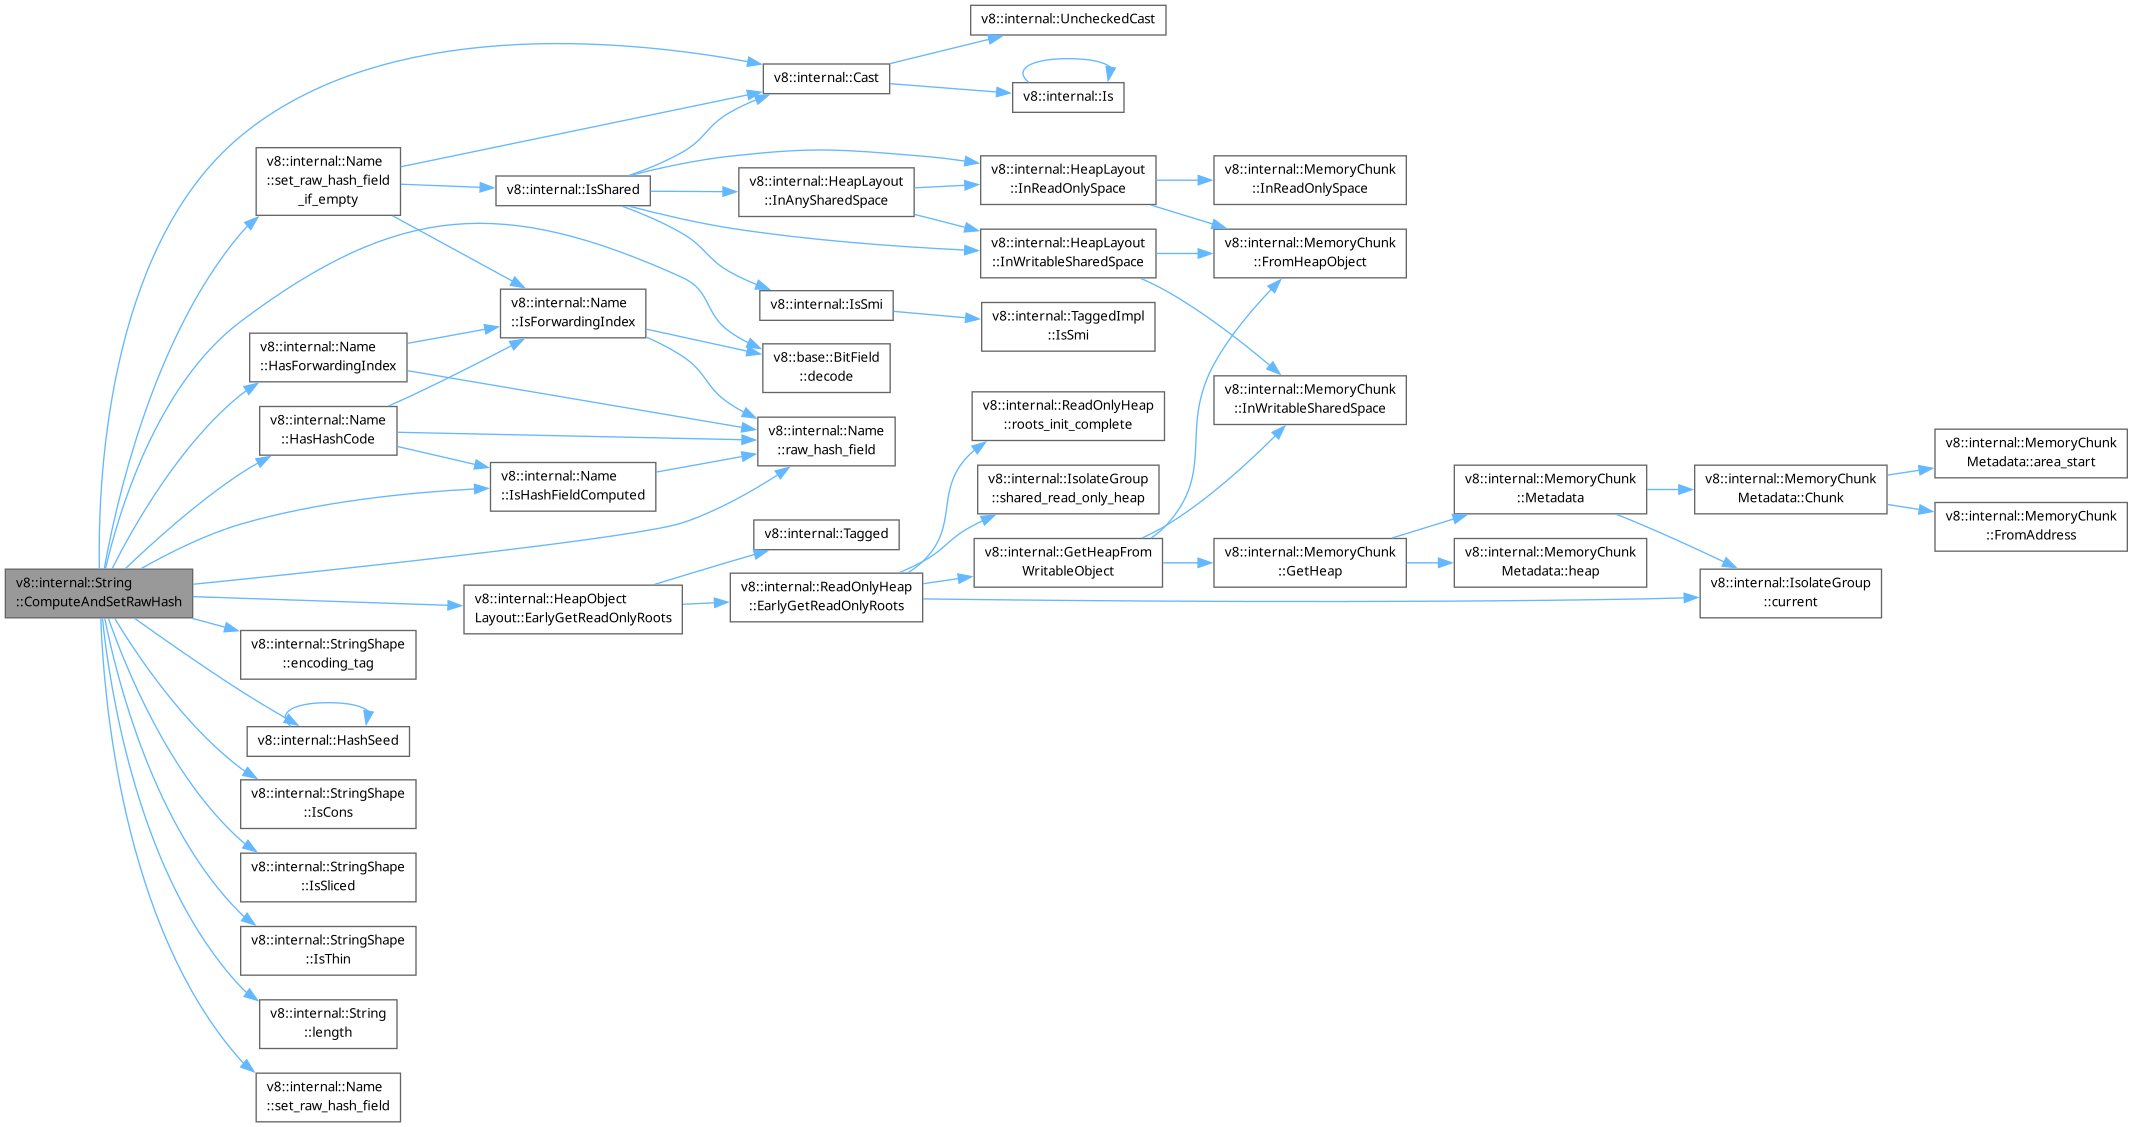 v8::internal::String
::ComputeAndSetRawHash
v8::internal::Name
::set_raw_hash_field
_if_empty
v8::internal::Name
::HasForwardingIndex
v8::internal::Name
::HasHashCode
v8::internal::StringShape
::encoding_tag
v8::internal::HashSeed
v8::internal::StringShape
::IsCons
v8::internal::StringShape
::IsSliced
v8::internal::StringShape
::IsThin
v8::internal::String
::length
v8::internal::Name
::set_raw_hash_field
v8::internal::IsShared
v8::internal::Name
::IsForwardingIndex
v8::internal::Name
::IsHashFieldComputed
v8::internal::HeapObject
Layout::EarlyGetReadOnlyRoots
v8::internal::Cast
v8::internal::HeapLayout
::InAnySharedSpace
v8::internal::IsSmi
v8::base::BitField
::decode
v8::internal::Name
::raw_hash_field
v8::internal::Tagged
v8::internal::ReadOnlyHeap
::EarlyGetReadOnlyRoots
v8::internal::UncheckedCast
v8::internal::Is
v8::internal::HeapLayout
::InReadOnlySpace
v8::internal::HeapLayout
::InWritableSharedSpace
v8::internal::TaggedImpl
::IsSmi
v8::internal::ReadOnlyHeap
::roots_init_complete
v8::internal::IsolateGroup
::shared_read_only_heap
v8::internal::GetHeapFrom
WritableObject
v8::internal::MemoryChunk
::InReadOnlySpace
v8::internal::MemoryChunk
::FromHeapObject
v8::internal::MemoryChunk
::InWritableSharedSpace
v8::internal::MemoryChunk
::GetHeap
v8::internal::MemoryChunk
::Metadata
v8::internal::MemoryChunk
Metadata::heap
v8::internal::MemoryChunk
Metadata::Chunk
v8::internal::IsolateGroup
::current
v8::internal::MemoryChunk
Metadata::area_start
v8::internal::MemoryChunk
::FromAddress